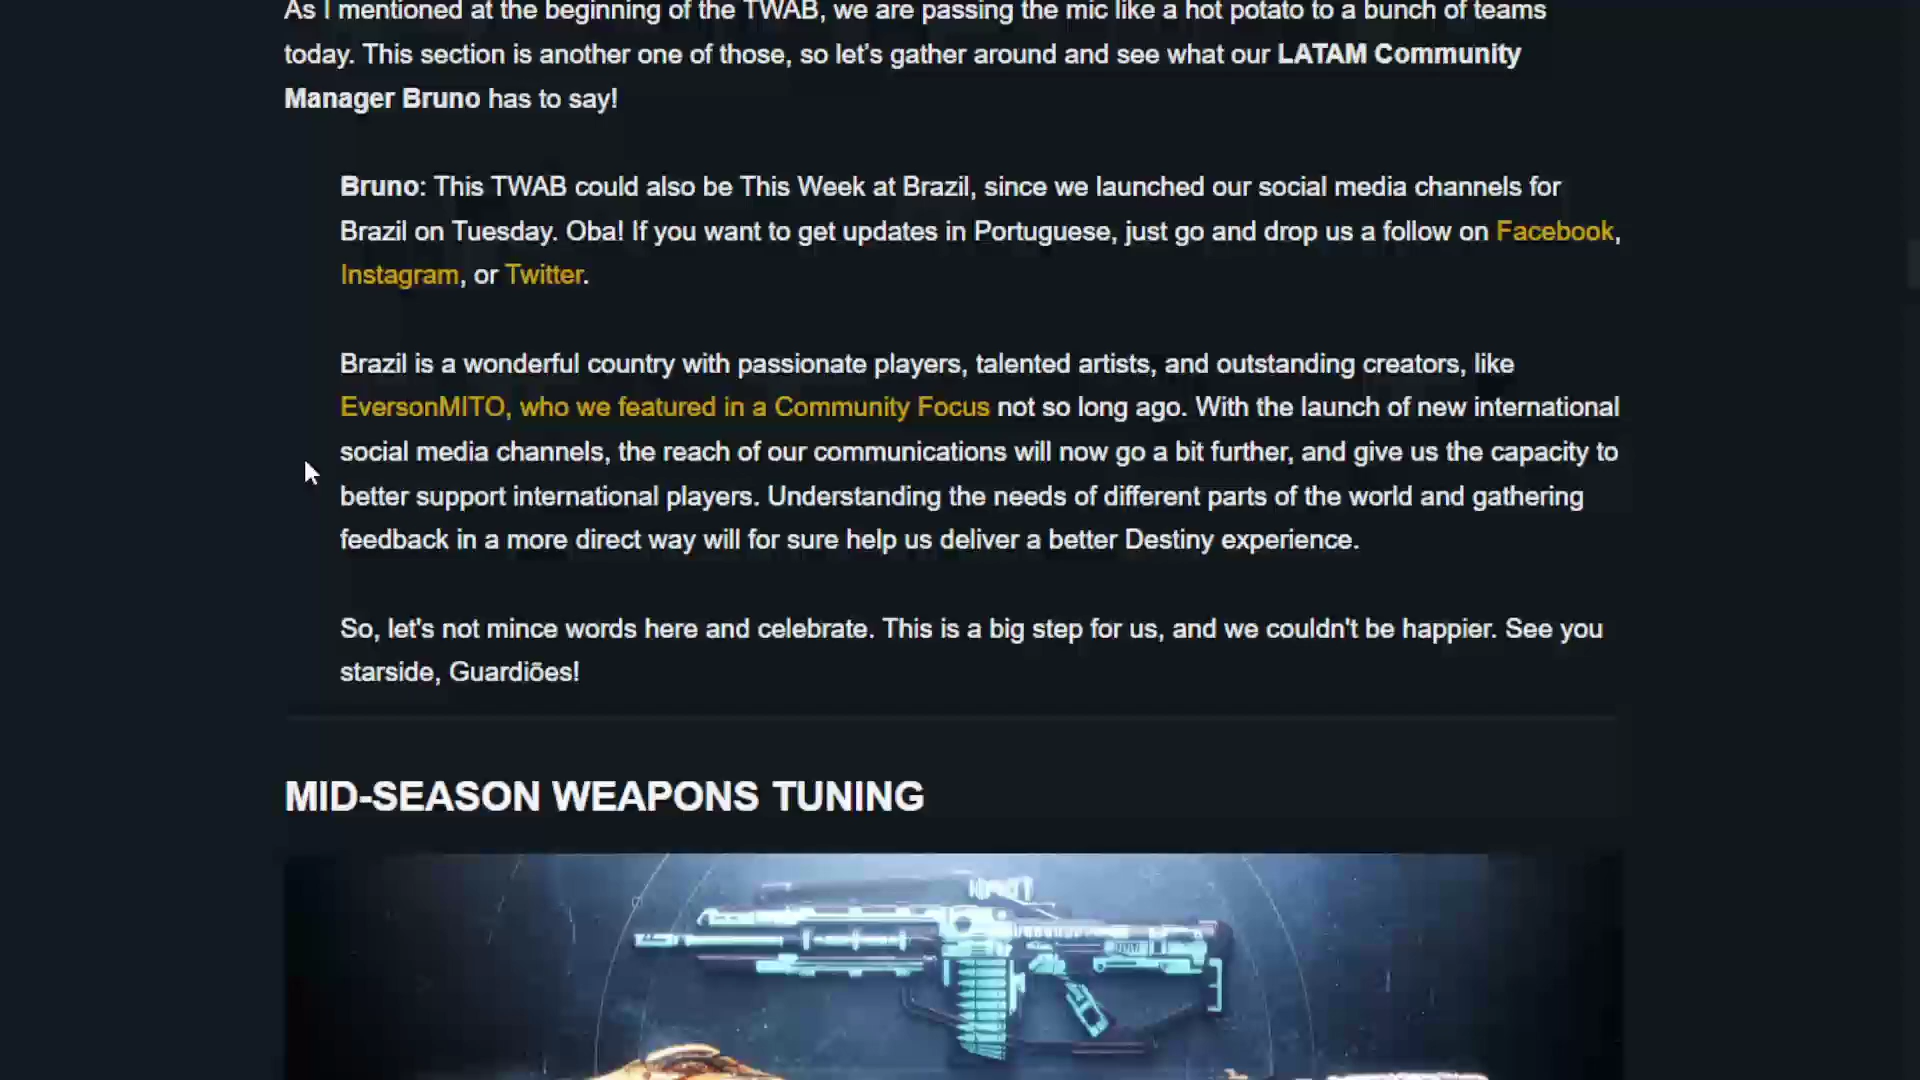 As I mentioned at the beginning of the TWAB, we are passing the mic like a hot potato to a bunch of teams
today. This section is another one of those, so let's gather around and see what our LATAM Community
Manager Bruno has to say!
Bruno: This TWAB could also be This Week at Brazil, since we launched our social media channels for
Brazil on Tuesday. Oba! If you want to get updates in Portuguese, just go and drop us a follow on Facebook,
Instagram, or Twitter.
Brazil is a wonderful country with passionate players, talented artists, and outstanding creators, like
EversonMITO, who we featured in a Community Focus not so long ago. With the launch of new international
social media channels, the reach of our communications will now go a bit further, and give us the capacity to
better support international players. Understanding the needs of different parts of the world and gathering
feedback in a more direct way will for sure help us deliver a better Destiny experience.
So, let's not mince words here and celebrate. This is a big step for us, and we couldn't be happier. See you
starside, Guardiões!
MID-SEASON WEAPONS TUNING